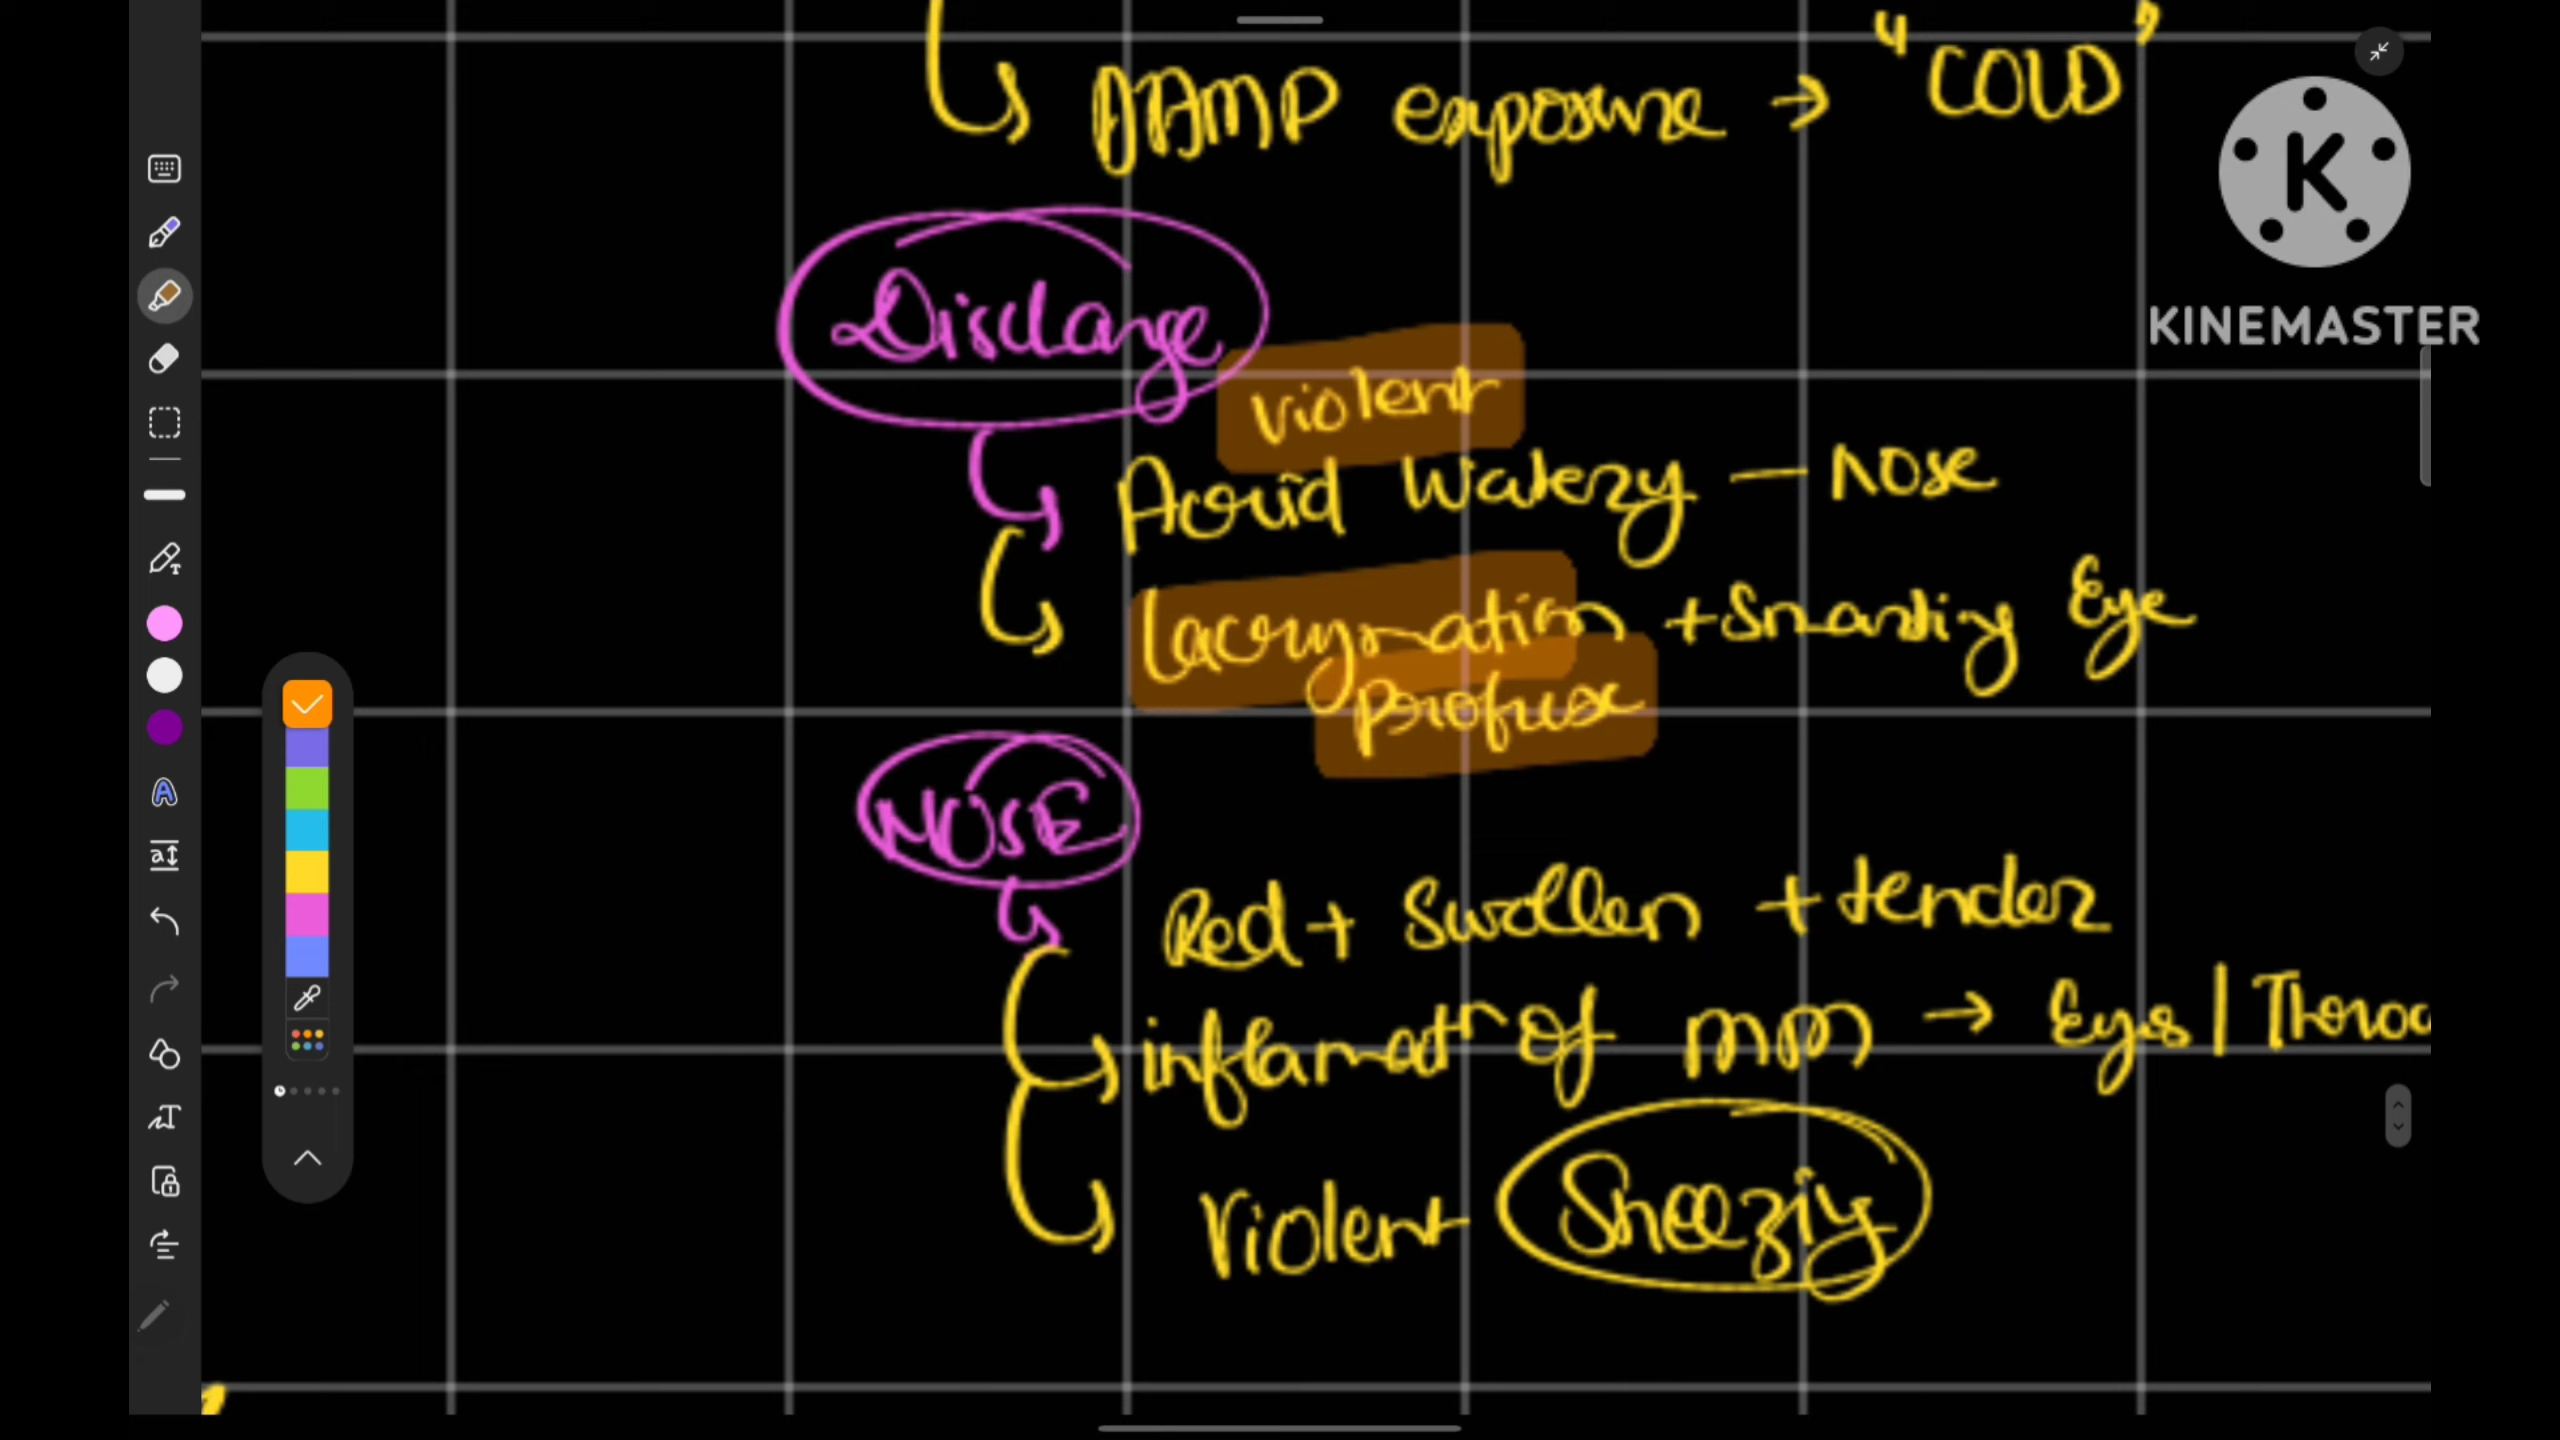 DAMP exposure → "COLD"
K
KINEMASTER
Discharge
violent
Acrid Watery — Nose
Lacrymation + Smarting Eye
profuse
NOSE
Red + Swollen + tender
inflamatn of mm → Eyes | Throa
Violent Sneezing